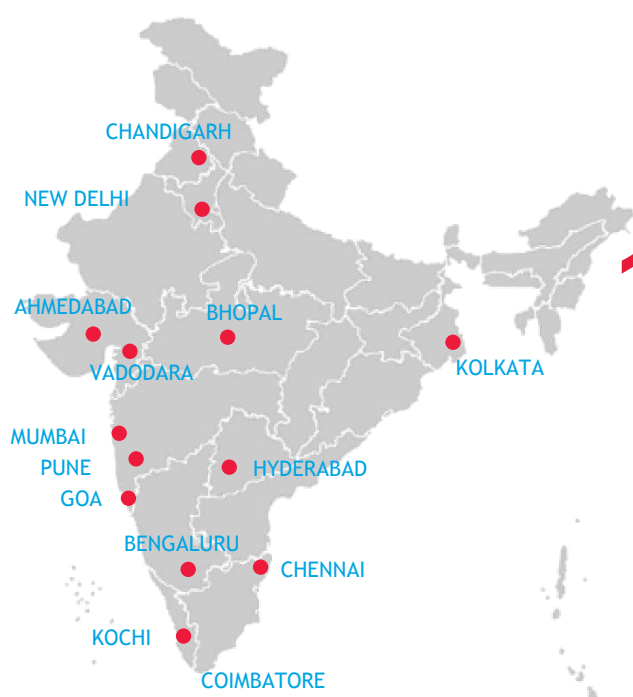 CHANDIGARH
NEW DELHI
AHMEDABAD
BHOPAL
VADODARA
KOLKATA
MUMBAI
PUNE
HYDERABAD
GOA
BENGALURU
CHENNAI
KOCHI
COIMBATORE